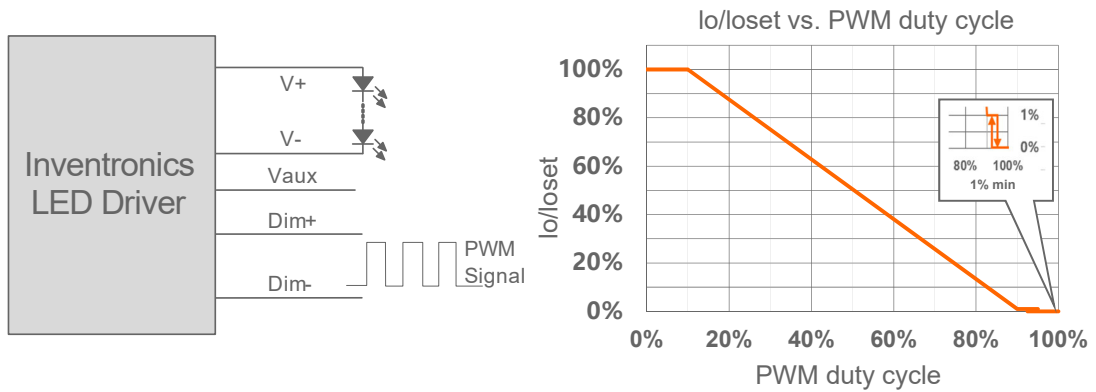 Inventronics
LED Driver
V+
V-
Vaux
Dim+
Dim-
PWM
Signal
Io/Ioset vs. PWM duty cycle
Io/Ioset
100%
80%
60%
40%
20%
0%
0%
20%
40%
60%
80%
100%
PWM duty cycle
1%
0%
80%
100%
1% min